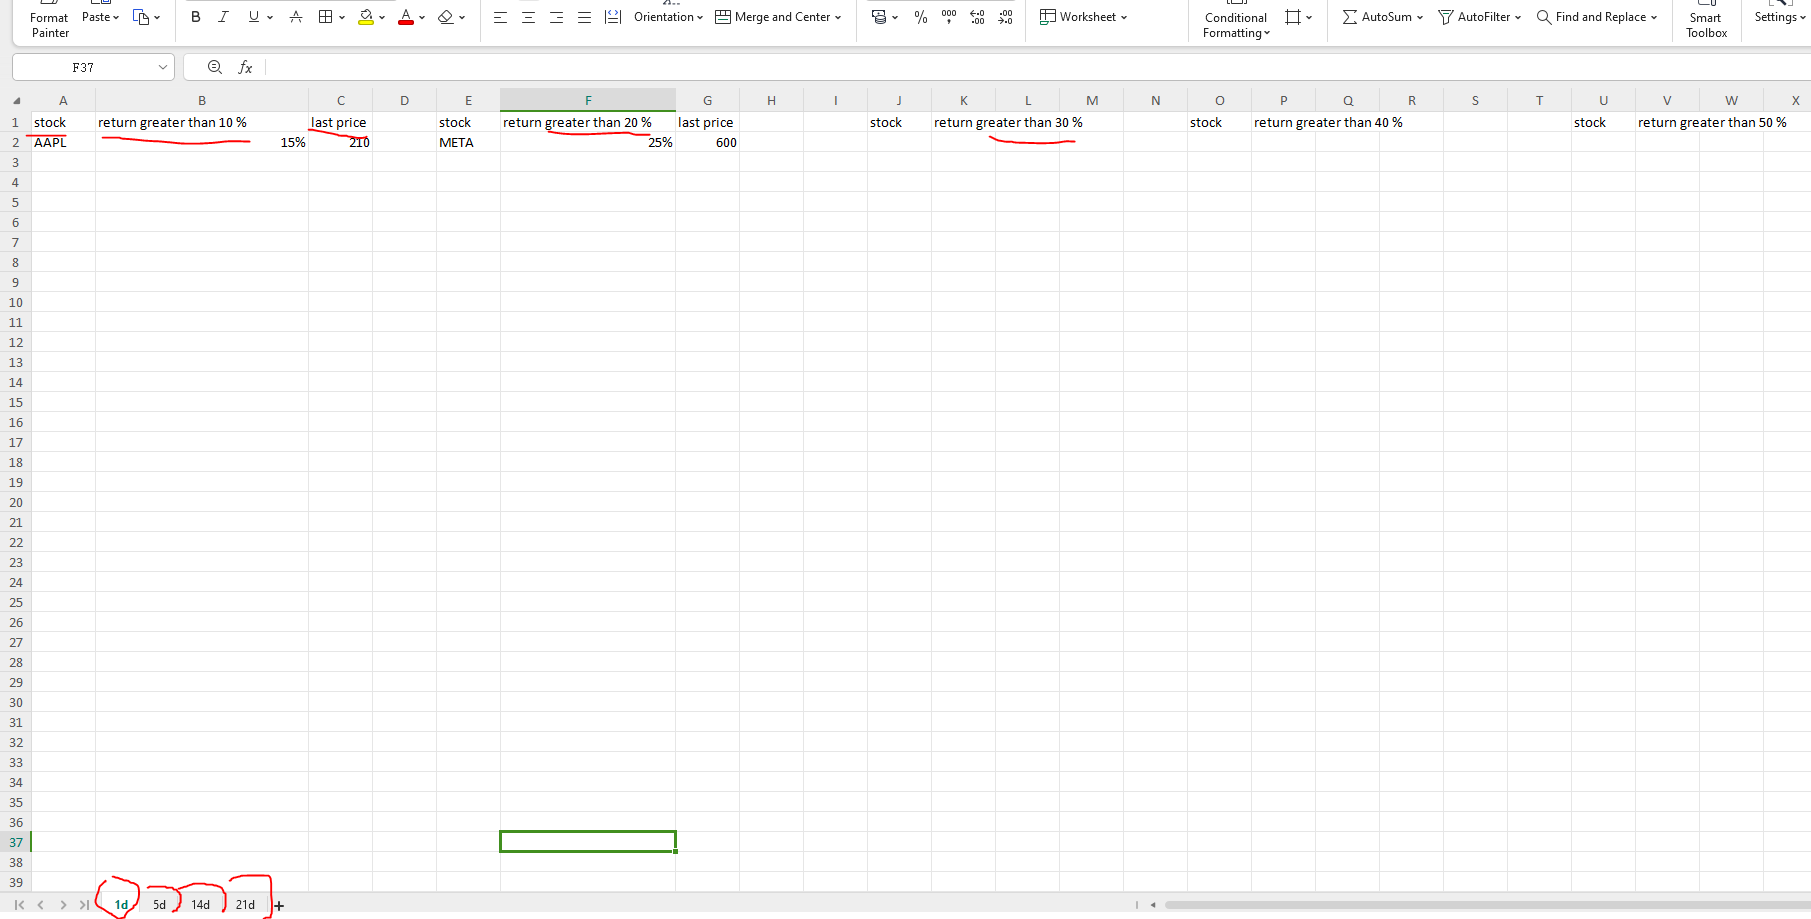 Format Painter
Paste
B I U A A
Orientation
Merge and Center
% 000 ,
←0 .00
.00 →.0
Worksheet
Conditional Formatting
AutoSum
AutoFilter
Find and Replace
Smart Toolbox
Settings
F37 fx
A B C D E F G H I J K L M N O P Q R S T U V W X
1 stock return greater than 10 % last price stock return greater than 20 % last price stock return greater than 30 % stock return greater than 40 % stock return greater than 50 %
2 AAPL 15% 210 META 25% 600
3
4
5
6
7
8
9
10
11
12
13
14
15
16
17
18
19
20
21
22
23
24
25
26
27
28
29
30
31
32
33
34
35
36
37
38
39
1d 5d 14d 21d +